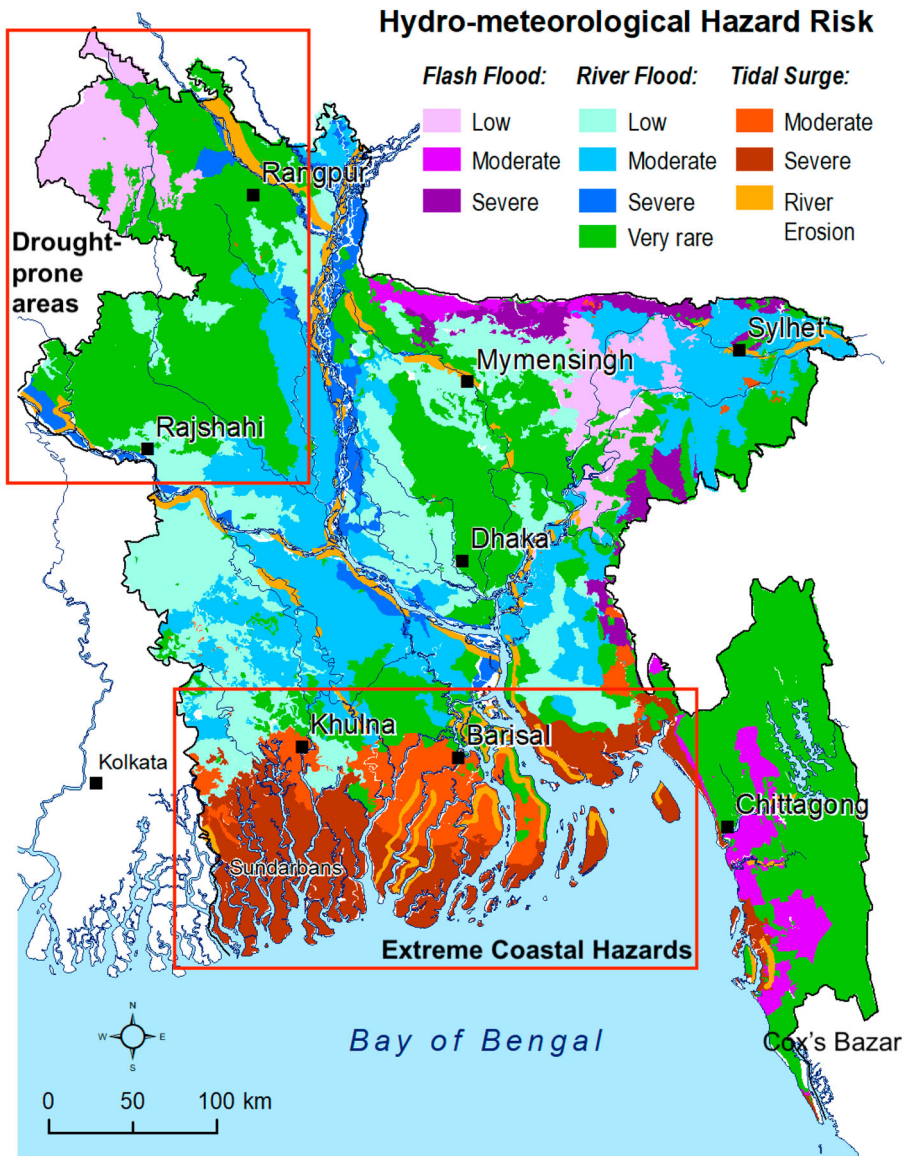 Hydro-meteorological Hazard Risk
Flash Flood:
Low
Moderate
Severe
River Flood:
Low
Moderate
Severe
Very rare
Tidal Surge:
Moderate
Severe
River
Erosion
Rangpur
Drought-
prone
areas
Sylhet
Mymensingh
Rajshahi
Dhaka
Khulna
Barisal
Kolkata
Chittagong
Sundarbans
Extreme Coastal Hazards
N
W
E
S
Bay of Bengal
Cox's Bazar
0 50 100 km